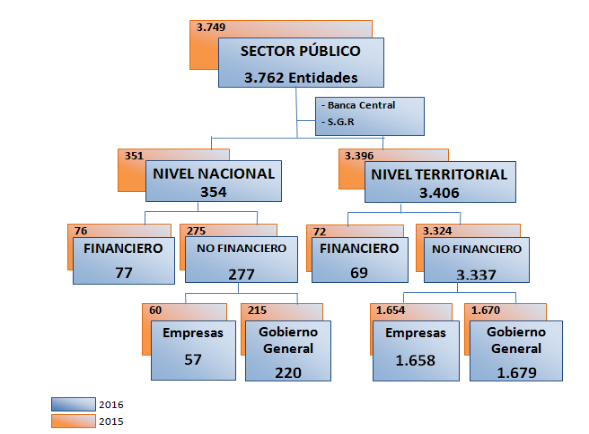 3.749
SECTOR PÚBLICO
3.762 Entidades
- Banca Central
- S.G.R
351
NIVEL NACIONAL
354
3.396
NIVEL TERRITORIAL
3.406
76
FINANCIERO
77
275
NO FINANCIERO
277
72
FINANCIERO
69
3.324
NO FINANCIERO
3.337
60
Empresas
57
215
Gobierno
General
220
1.654
Empresas
1.658
1.670
Gobierno
General
1.679
2016
2015